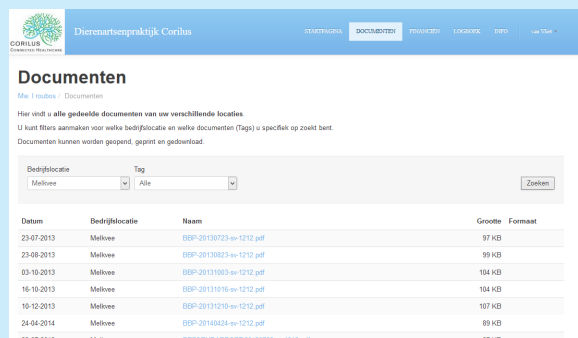 CORILUS
CONNECTED HEALTHCARE
Dierenartsenpraktijk Corilus
STARTPAGINA DOCUMENTEN FINANCIËN LOGBOEK INFO
Documenten
/ Documenten
Hier vindt u alle gedeelde documenten van uw verschillende locaties.
U kunt filters aanmaken voor welke bedrijfslocatie en welke documenten (Tags) u specifiek op zoekt bent.
Documenten kunnen worden geopend, geprint en gedownload.
Bedrijfslocatie Tag
Melkvee Alle Zoeken
Datum Bedrijfslocatie Naam Grootte Formaat
23-07-2013 Melkvee BBP-20130723-sv-1212.pdf 97 KB
23-08-2013 Melkvee BBP-20130823-sv-1212.pdf 99 KB
03-10-2013 Melkvee BBP-20131003-sv-1212.pdf 104 KB
16-10-2013 Melkvee BBP-20131016-sv-1212.pdf 104 KB
10-12-2013 Melkvee BBP-20131210-sv-1212.pdf 107 KB
24-04-2014 Melkvee BBP-20140424-sv-1212.pdf 89 KB